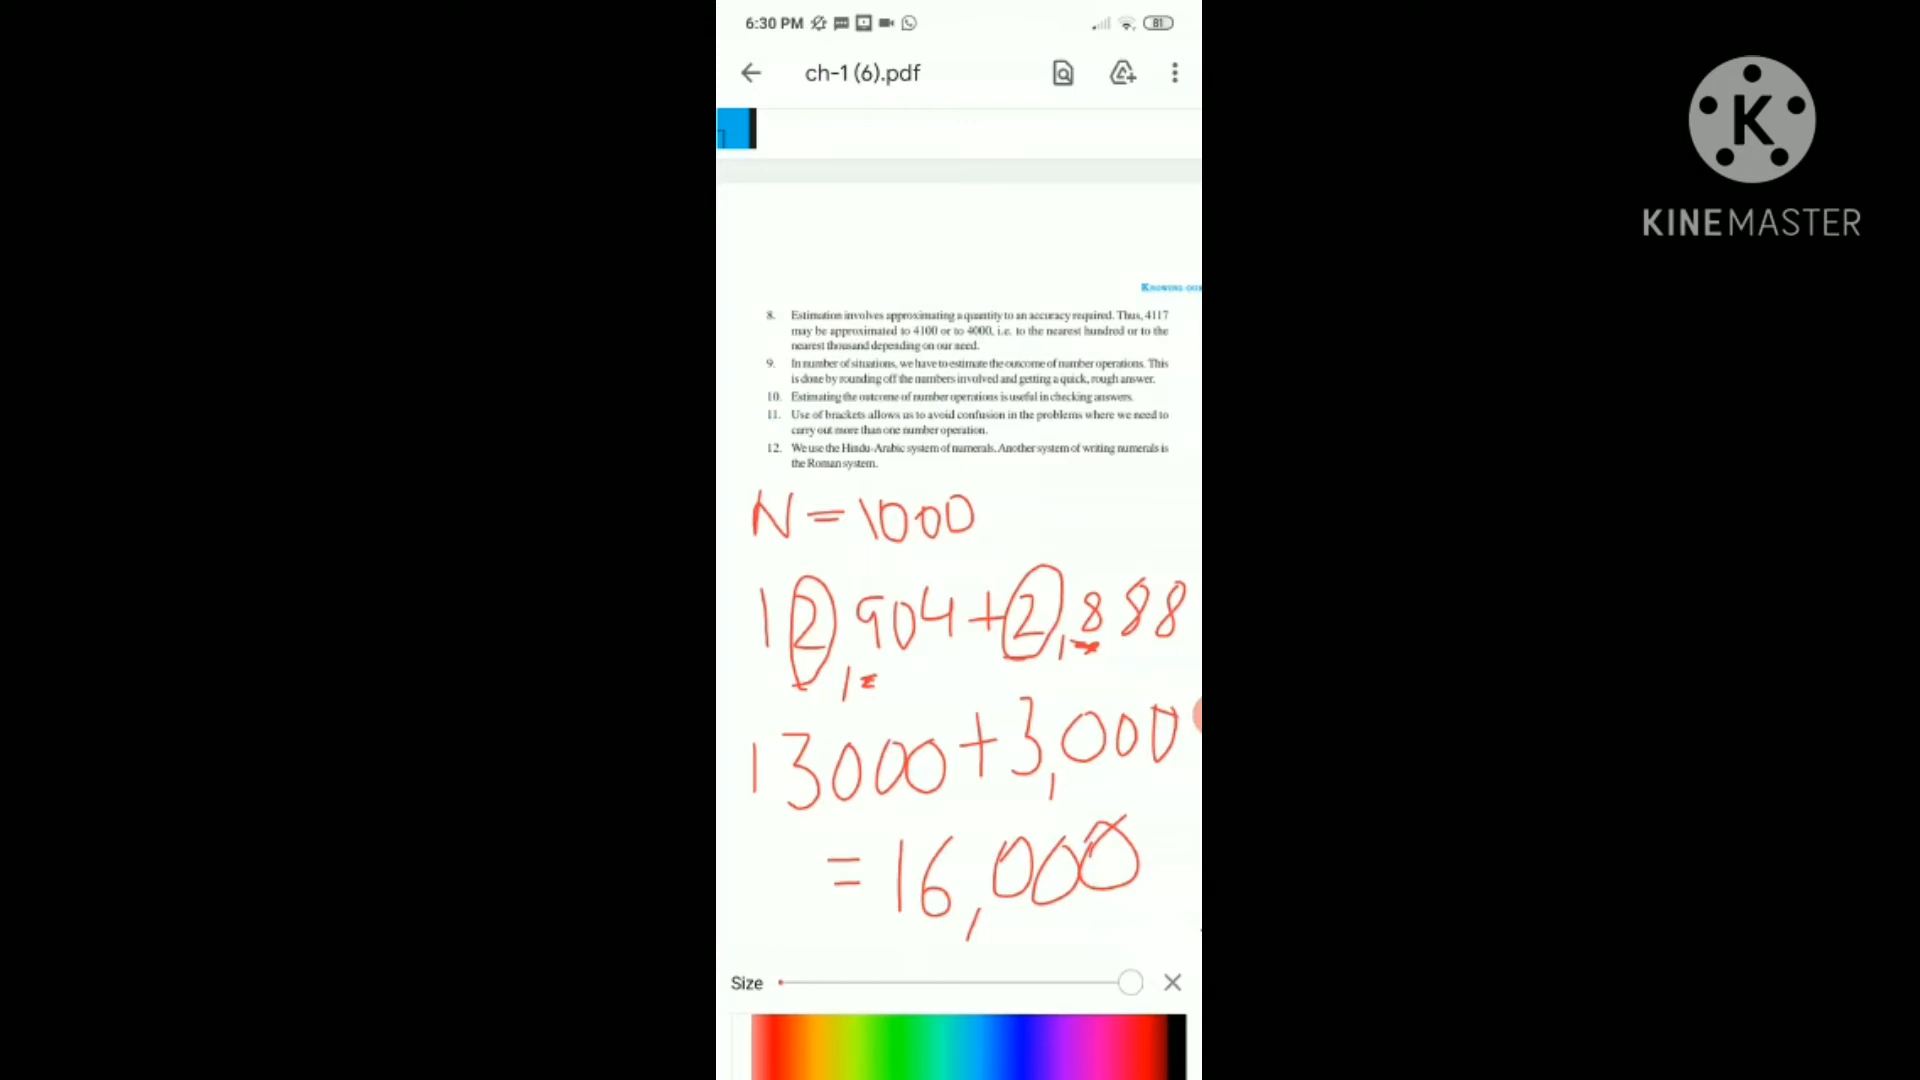 6:30 PM 81
ch-1 (6).pdf
KINEMASTER
KNOWING OUR
8. Estimation involves approximating a quantity to an accuracy required. Thus, 4117
may be approximated to 4100 or to 4000, i.e. to the nearest hundred or to the
nearest thousand depending on our need.
9. In number of situations, we have to estimate the outcome of number operations. This
is done by rounding off the numbers involved and getting a quick, rough answer.
10. Estimating the outcome of number operations is useful in checking answers.
11. Use of brackets allows us to avoid confusion in the problems where we need to
carry out more than one number operation.
12. We use the Hindu-Arabic system of numerals. Another system of writing numerals is
the Roman system.
N = 1000
12,904+2,888
13000+3,000
= 16,000
Size